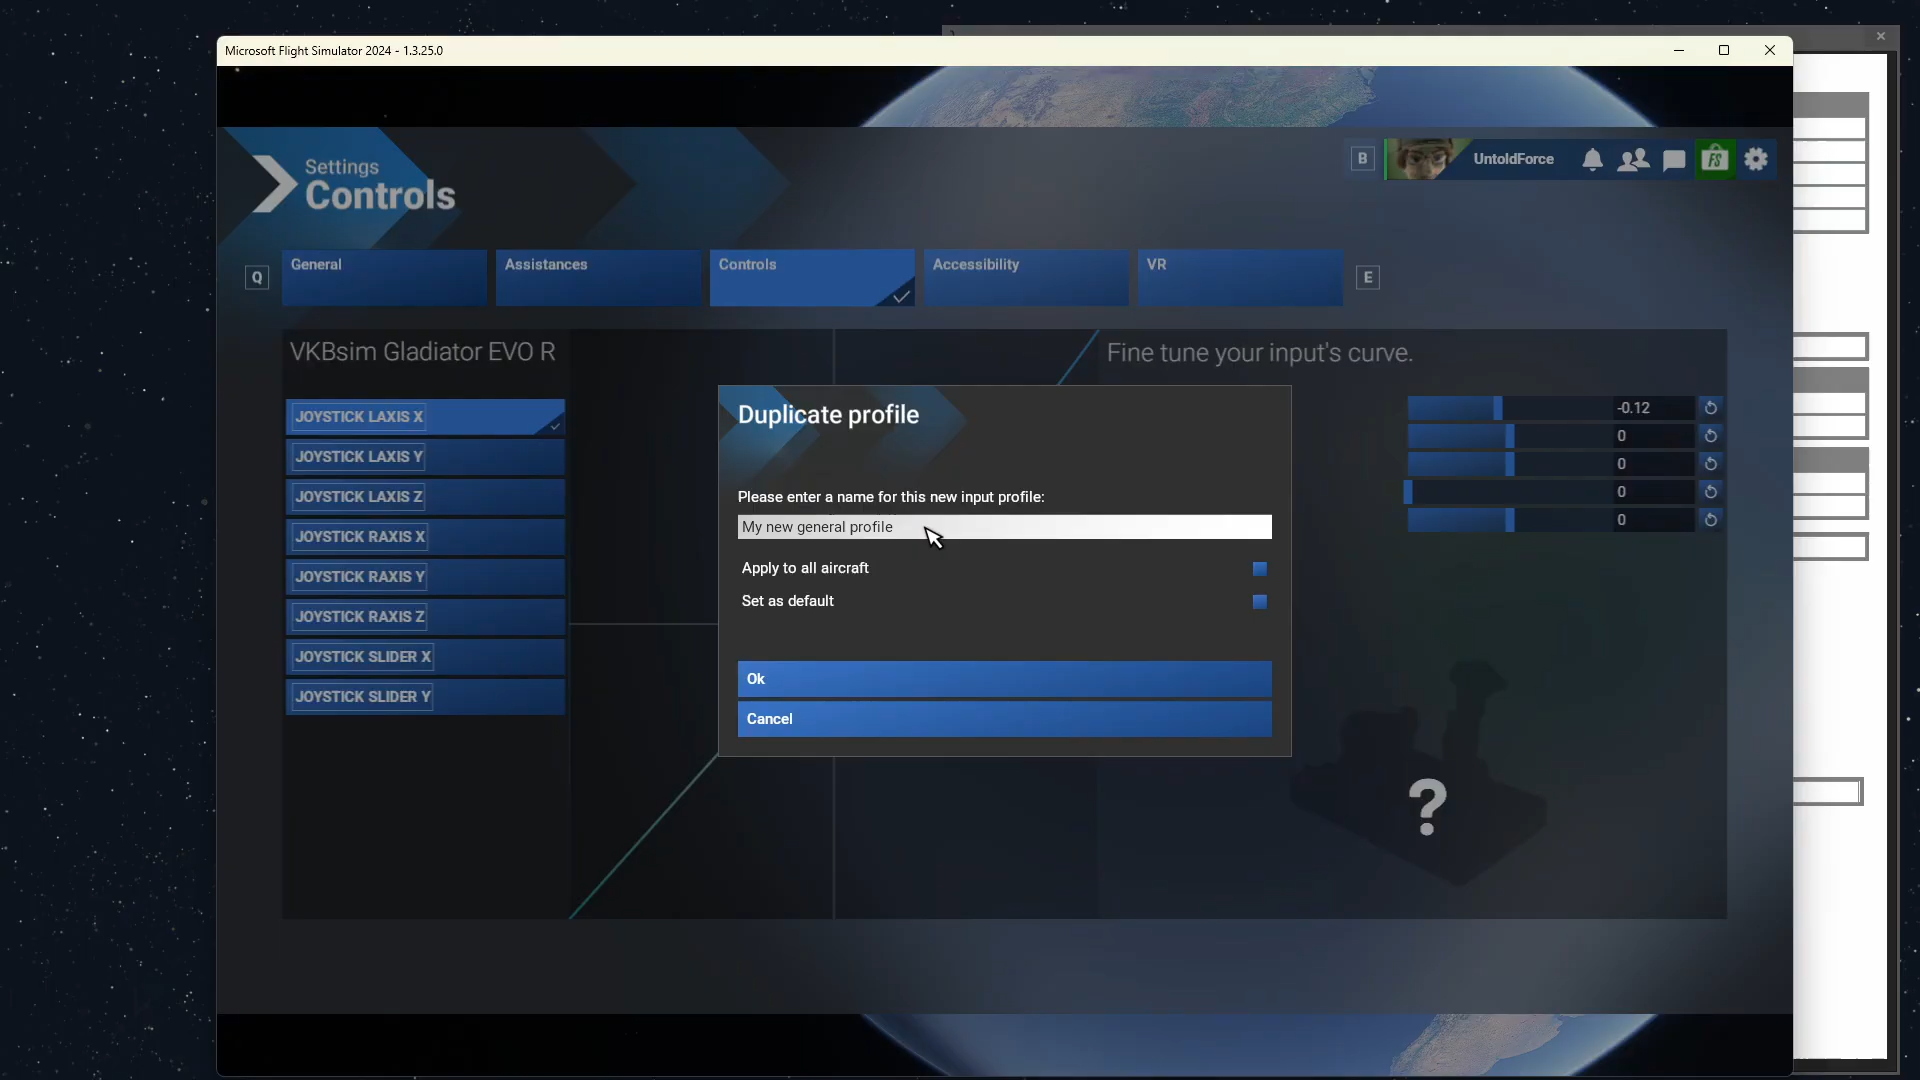 Microsoft Flight Simulator 2024 - 1.3.25.0
Settings
Controls
B
UntoldForce
FS
Q
General
Assistances
Controls
Accessibility
VR
E
VKBsim Gladiator EVO R
JOYSTICK LAXIS X
JOYSTICK LAXIS Y
JOYSTICK LAXIS Z
JOYSTICK RAXIS X
JOYSTICK RAXIS Y
JOYSTICK RAXIS Z
JOYSTICK SLIDER X
JOYSTICK SLIDER Y
Fine tune your input's curve.
-0.12
0
0
0
0
?
Duplicate profile
Please enter a name for this new input profile:
My new general profile
Apply to all aircraft
Set as default
Ok
Cancel